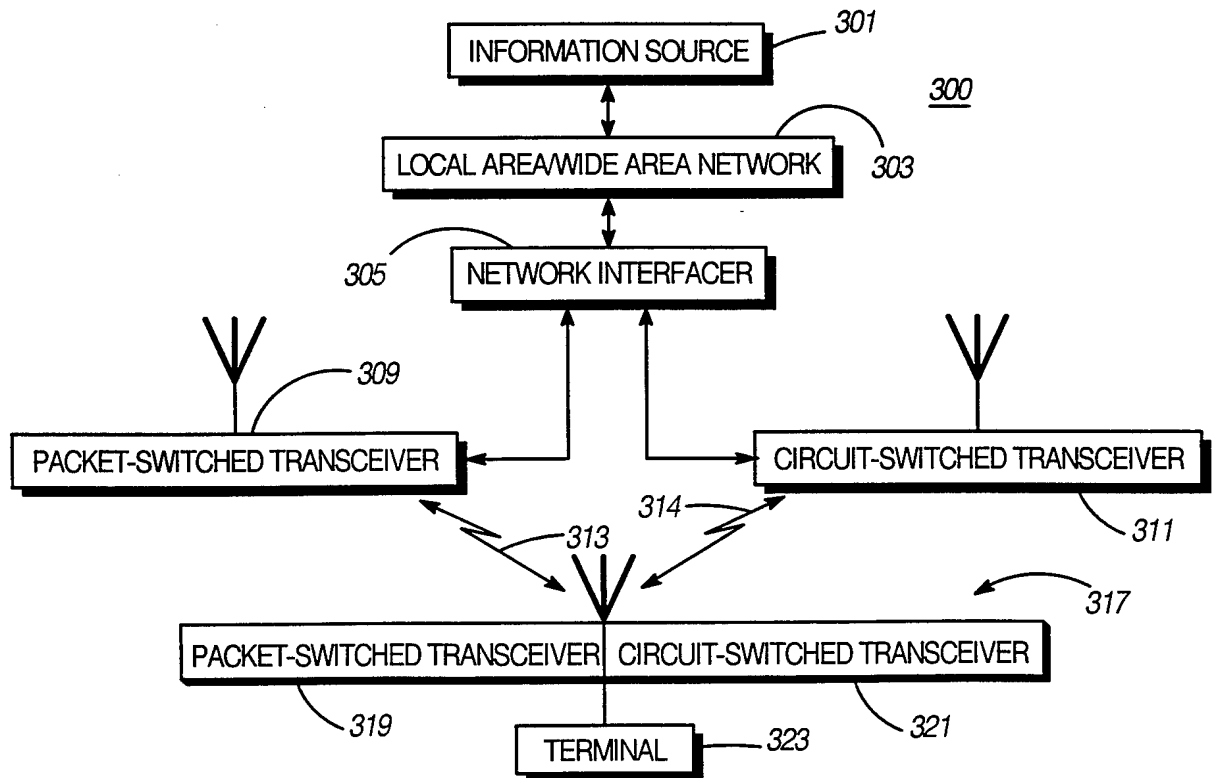 INFORMATION SOURCE
301
300
LOCAL AREA/WIDE AREA NETWORK
303
305
NETWORK INTERFACER
309
PACKET-SWITCHED TRANSCEIVER
CIRCUIT-SWITCHED TRANSCEIVER
311
313
314
317
PACKET-SWITCHED TRANSCEIVER
CIRCUIT-SWITCHED TRANSCEIVER
319
321
TERMINAL
323